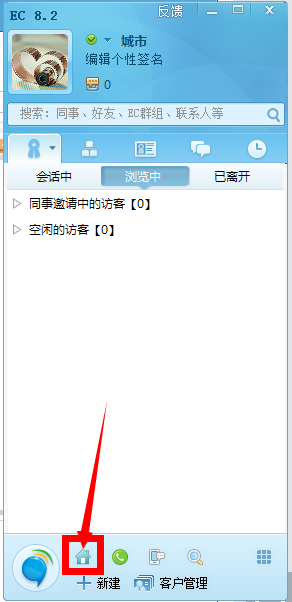 EC 8.2 反馈
城市
编辑个性签名
0
搜索：同事、好友、EC群组、联系人等
会话中 浏览中 已离开
同事邀请中的访客【0】
空闲的访客【0】
新建 客户管理